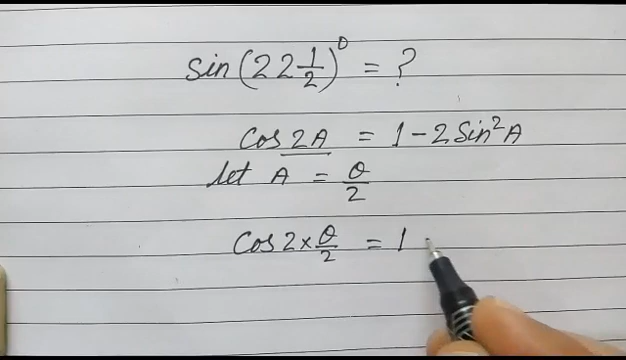 sin(22 1/2)° = ?
Cos 2A = 1 - 2 Sin²A
let A = θ/2
Cos 2 × θ/2 = 1